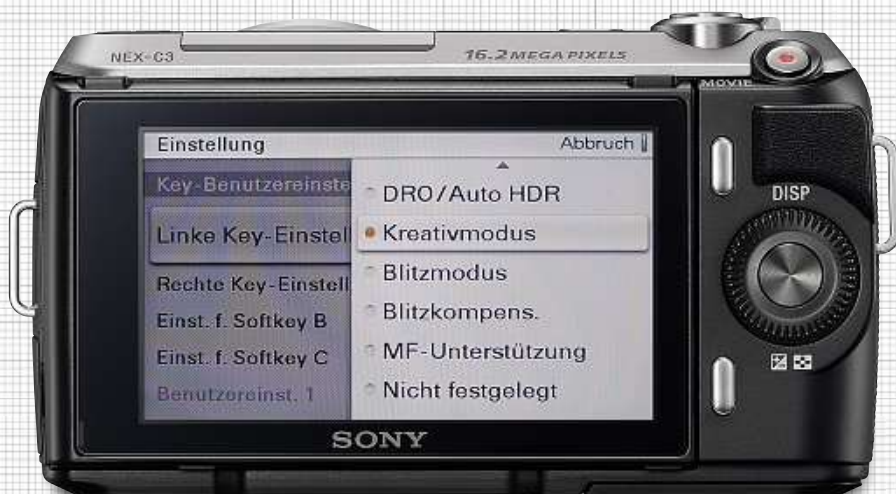 NEX-C3
16.2 MEGA PIXELS
MOVIE
Einstellung
Abbruch
Key-Benutzereinste
DRO/Auto HDR
Linke Key-Einstell
Kreativmodus
Rechte Key-Einstell
Blitzmodus
Einst. f. Softkey B
Blitzkompens.
Einst. f. Softkey C
MF-Unterstützung
Benutzereinst. 1
Nicht festgelegt
DISP
SONY